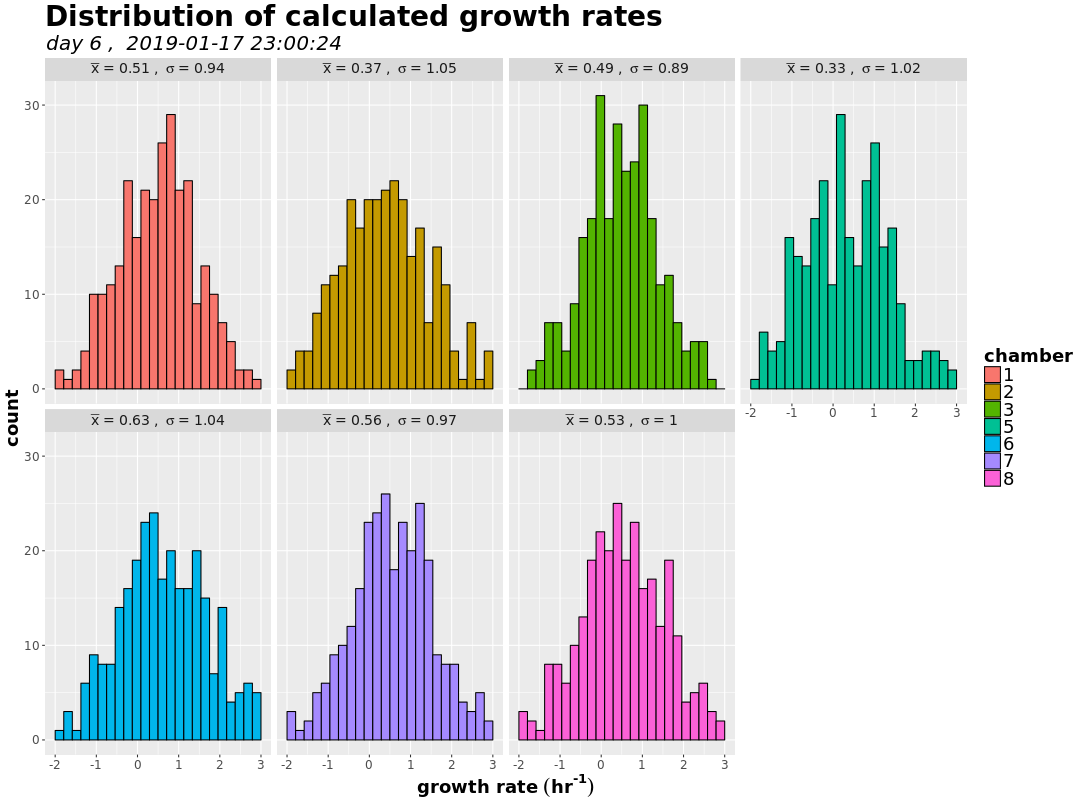 Distribution of calculated growth rates
day 6 , 2019-01-17 23:00:24
x̅ = 0.51 , σ = 0.94
x̅ = 0.37 , σ = 1.05
x̅ = 0.49 , σ = 0.89
x̅ = 0.33 , σ = 1.02
30
20
10
0
-2 -1 0 1 2 3
x̅ = 0.63 , σ = 1.04
x̅ = 0.56 , σ = 0.97
x̅ = 0.53 , σ = 1
30
20
10
0
-2 -1 0 1 2 3
-2 -1 0 1 2 3
-2 -1 0 1 2 3
count
growth rate (hr⁻¹)
chamber
1
2
3
5
6
7
8